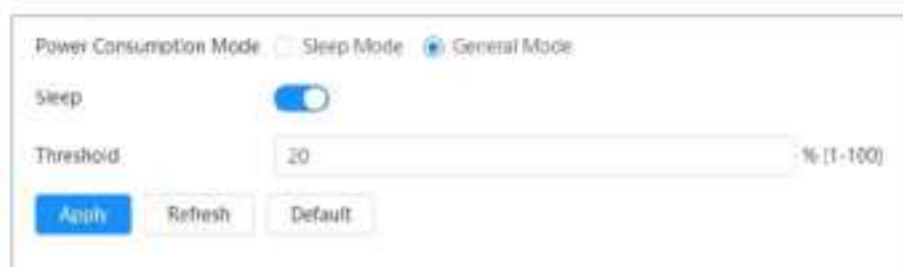 Power Consumption Mode Sleep Mode General Mode
Sleep
Threshold 20 % (1-100)
Apply Refresh Default